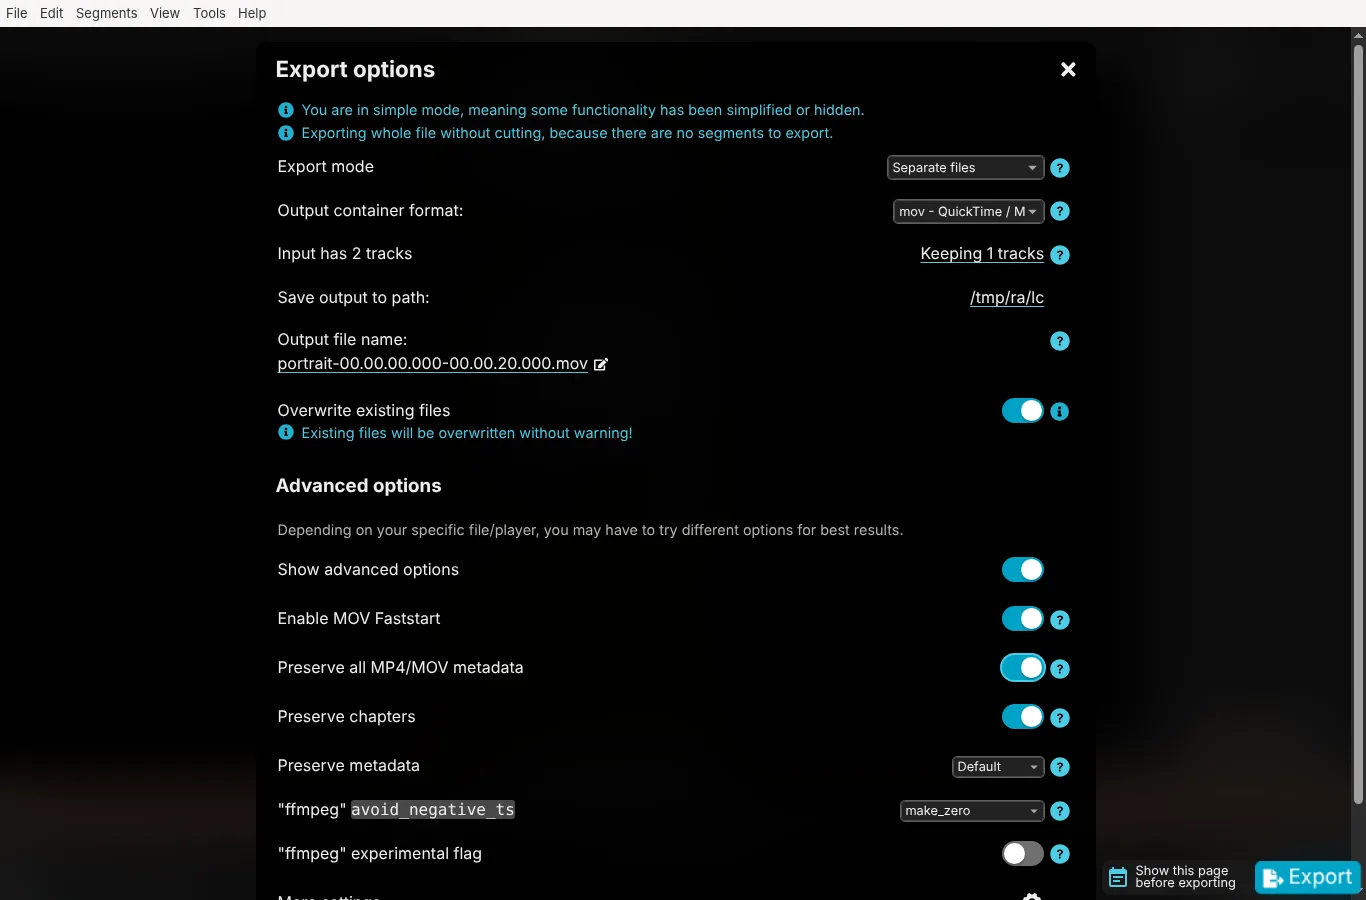 File Edit Segments View Tools Help
Export options
You are in simple mode, meaning some functionality has been simplified or hidden.
Exporting whole file without cutting, because there are no segments to export.
Export mode
Separate files
Output container format:
mov - QuickTime / M
Input has 2 tracks
Keeping 1 tracks
Save output to path:
/tmp/ra/lc
Output file name:
portrait-00.00.00.000-00.00.20.000.mov
Overwrite existing files
Existing files will be overwritten without warning!
Advanced options
Depending on your specific file/player, you may have to try different options for best results.
Show advanced options
Enable MOV Faststart
Preserve all MP4/MOV metadata
Preserve chapters
Preserve metadata
Default
"ffmpeg" avoid_negative_ts
make_zero
"ffmpeg" experimental flag
Show this page
before exporting
Export
More settings